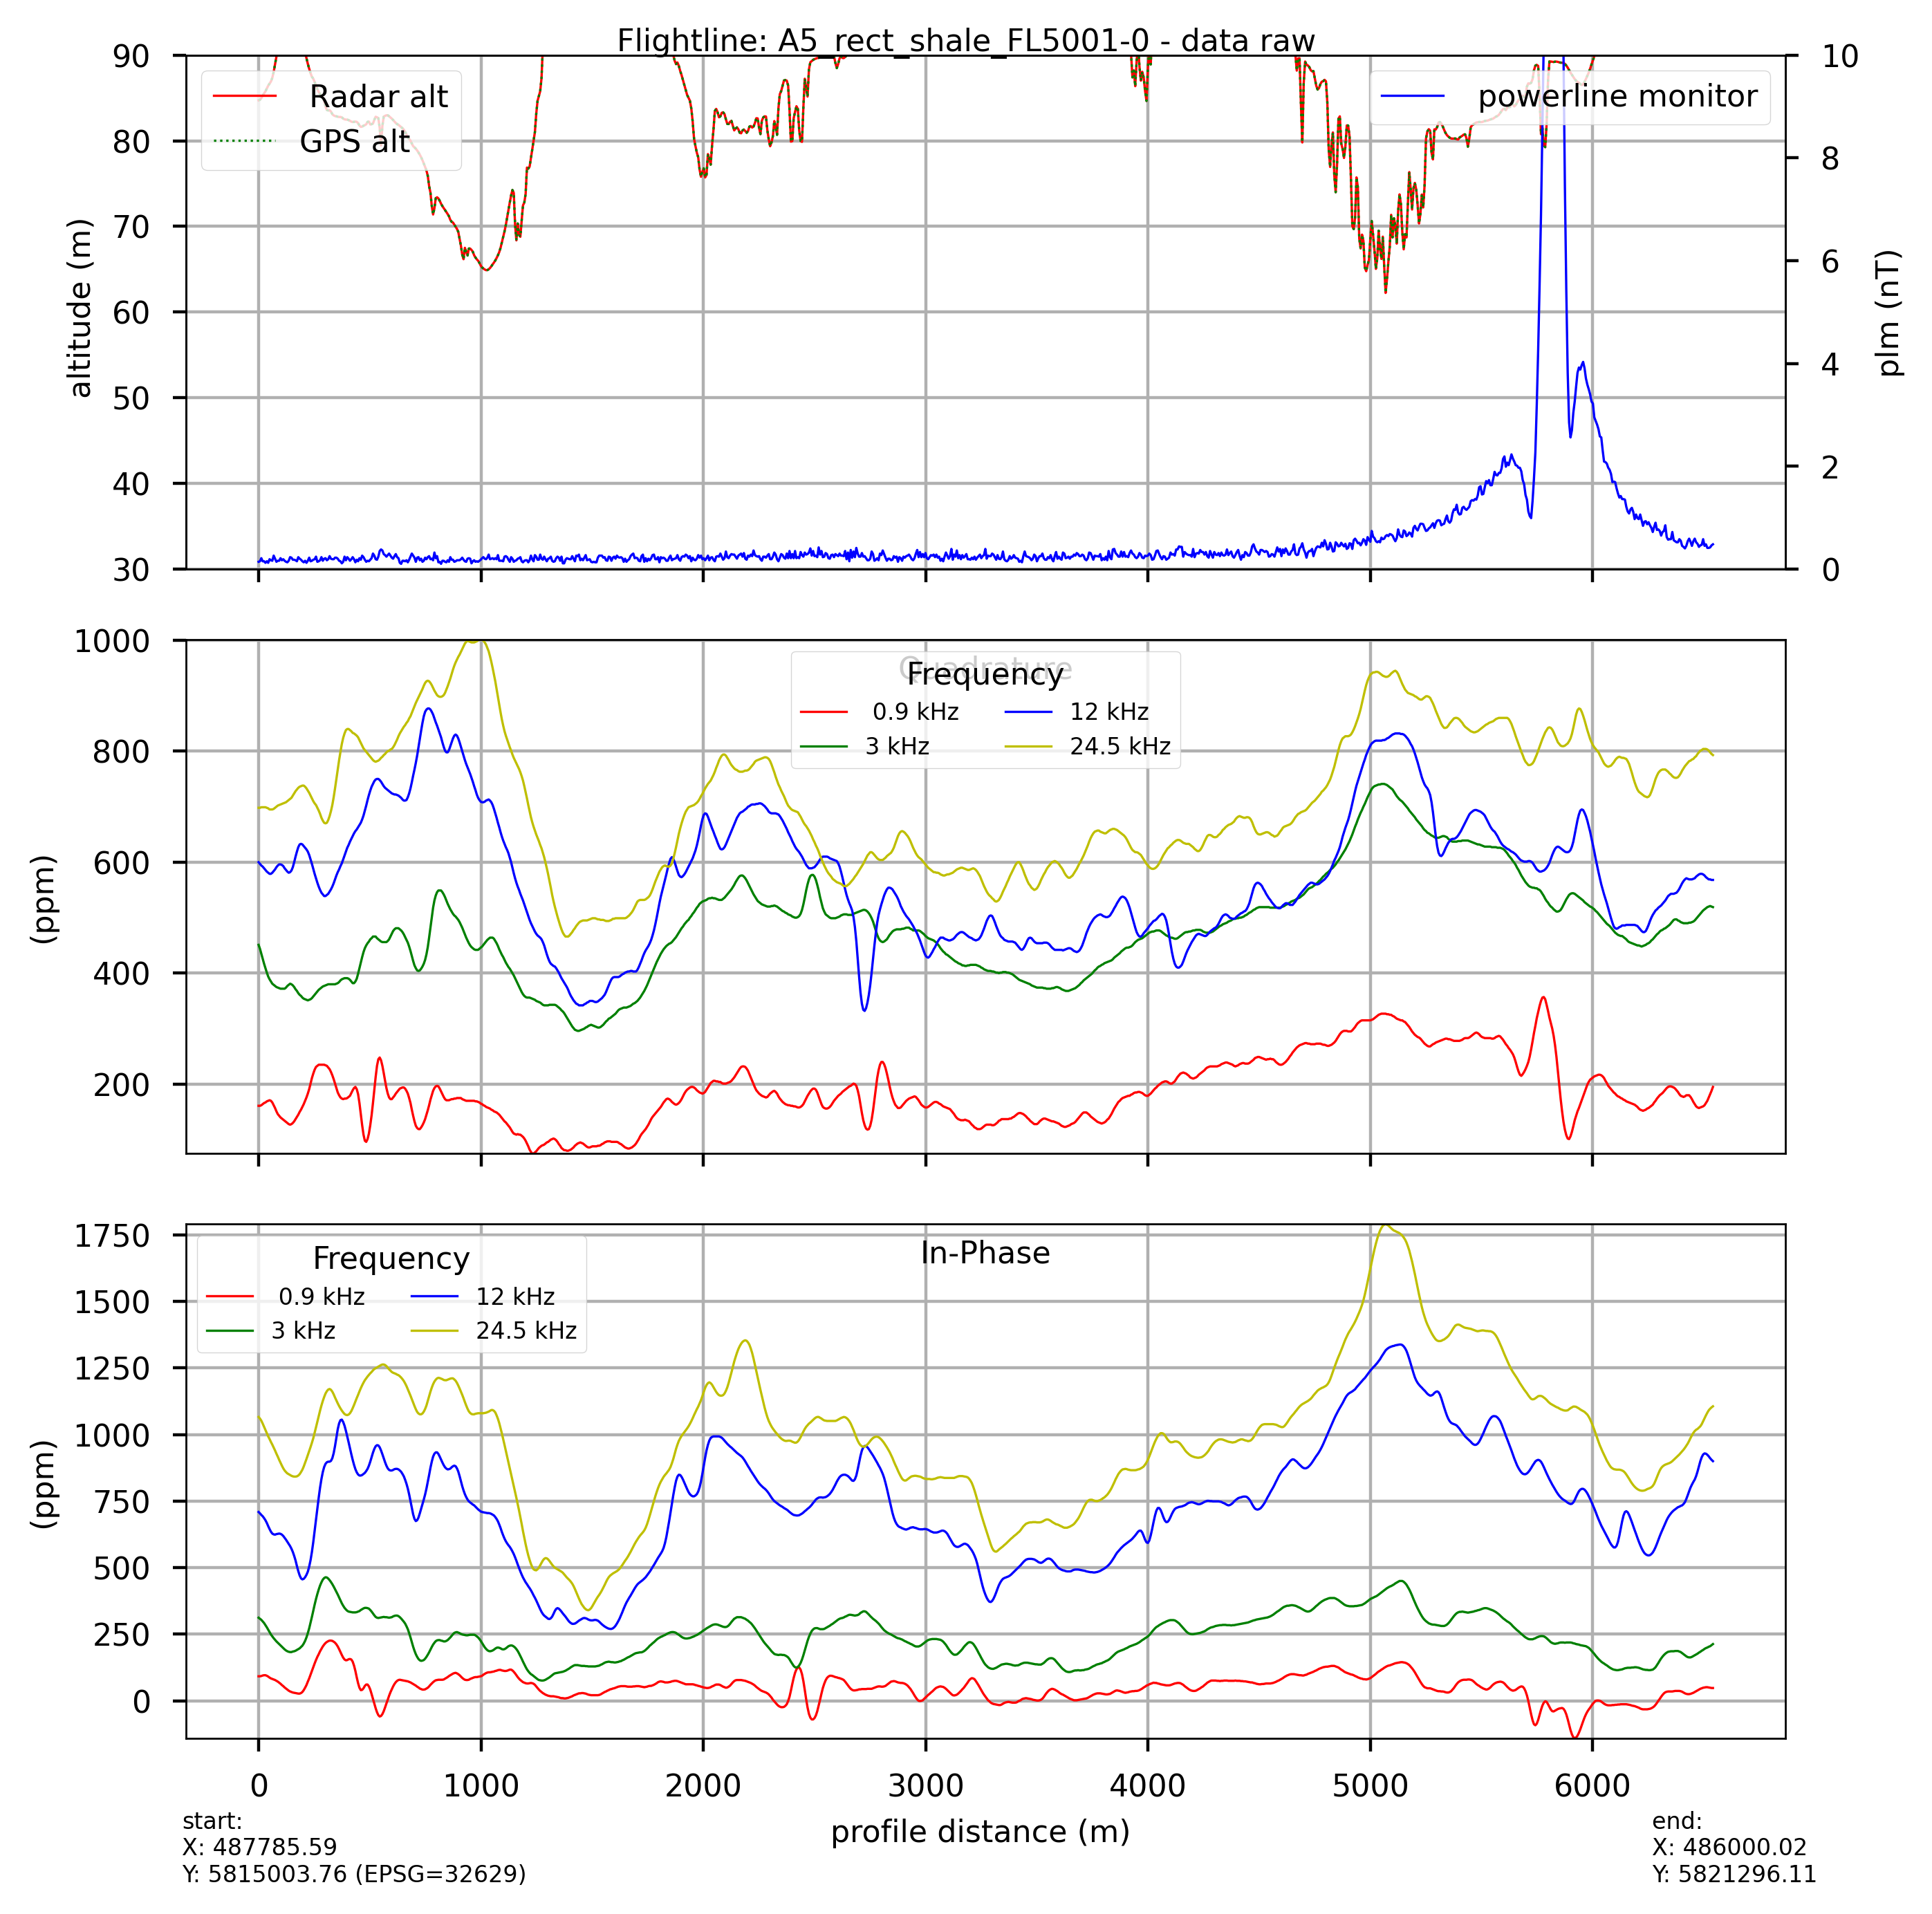 Flightline: A5_rect_shale_FL5001-0 - data raw
90
80
70
60
50
40
30
altitude (m)
Radar alt
GPS alt
powerline monitor
10
8
6
4
2
0
plm (nT)
1000
800
600
400
200
(ppm)
Quadrature
Frequency
0.9 kHz
3 kHz
12 kHz
24.5 kHz
1750
1500
1250
1000
750
500
250
0
(ppm)
In-Phase
Frequency
0.9 kHz
3 kHz
12 kHz
24.5 kHz
0 1000 2000 3000 4000 5000 6000
profile distance (m)
start:
X: 487785.59
Y: 5815003.76 (EPSG=32629)
end:
X: 486000.02
Y: 5821296.11